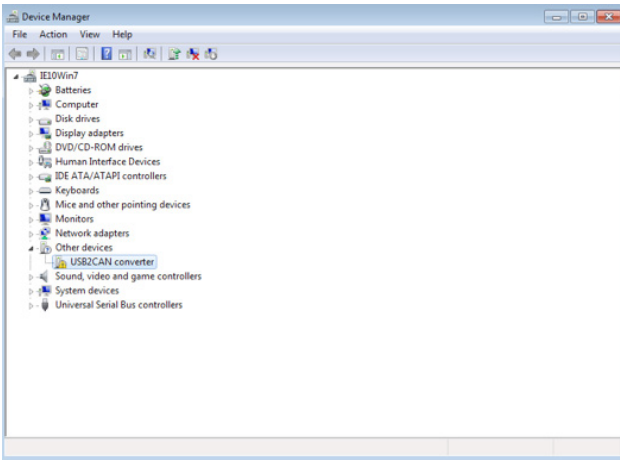 Device Manager
File Action View Help
IE10Win7
Batteries
Computer
Disk drives
Display adapters
DVD/CD-ROM drives
Human Interface Devices
IDE ATA/ATAPI controllers
Keyboards
Mice and other pointing devices
Monitors
Network adapters
Other devices
USB2CAN converter
Sound, video and game controllers
System devices
Universal Serial Bus controllers